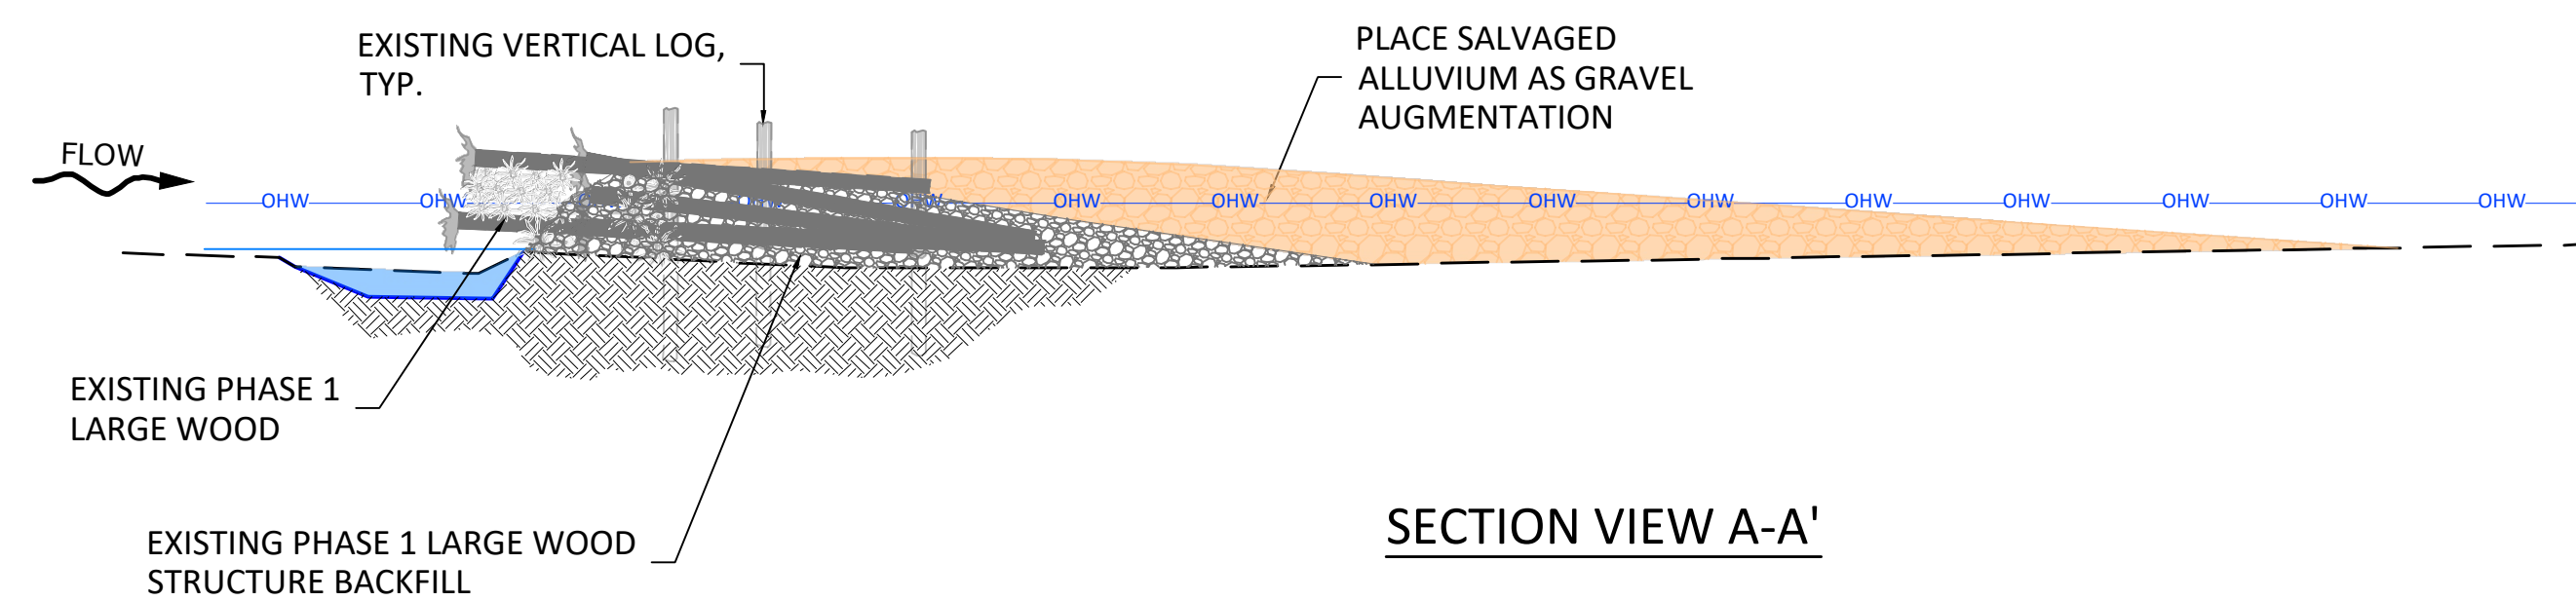 EXISTING VERTICAL LOG,
TYP.
PLACE SALVAGED
ALLUVIUM AS GRAVEL
AUGMENTATION
FLOW
OHW OHW OHW OHW OHW OHW OHW OHW OHW OHW OHW OHW OHW
EXISTING PHASE 1
LARGE WOOD
EXISTING PHASE 1 LARGE WOOD
STRUCTURE BACKFILL
SECTION VIEW A-A'